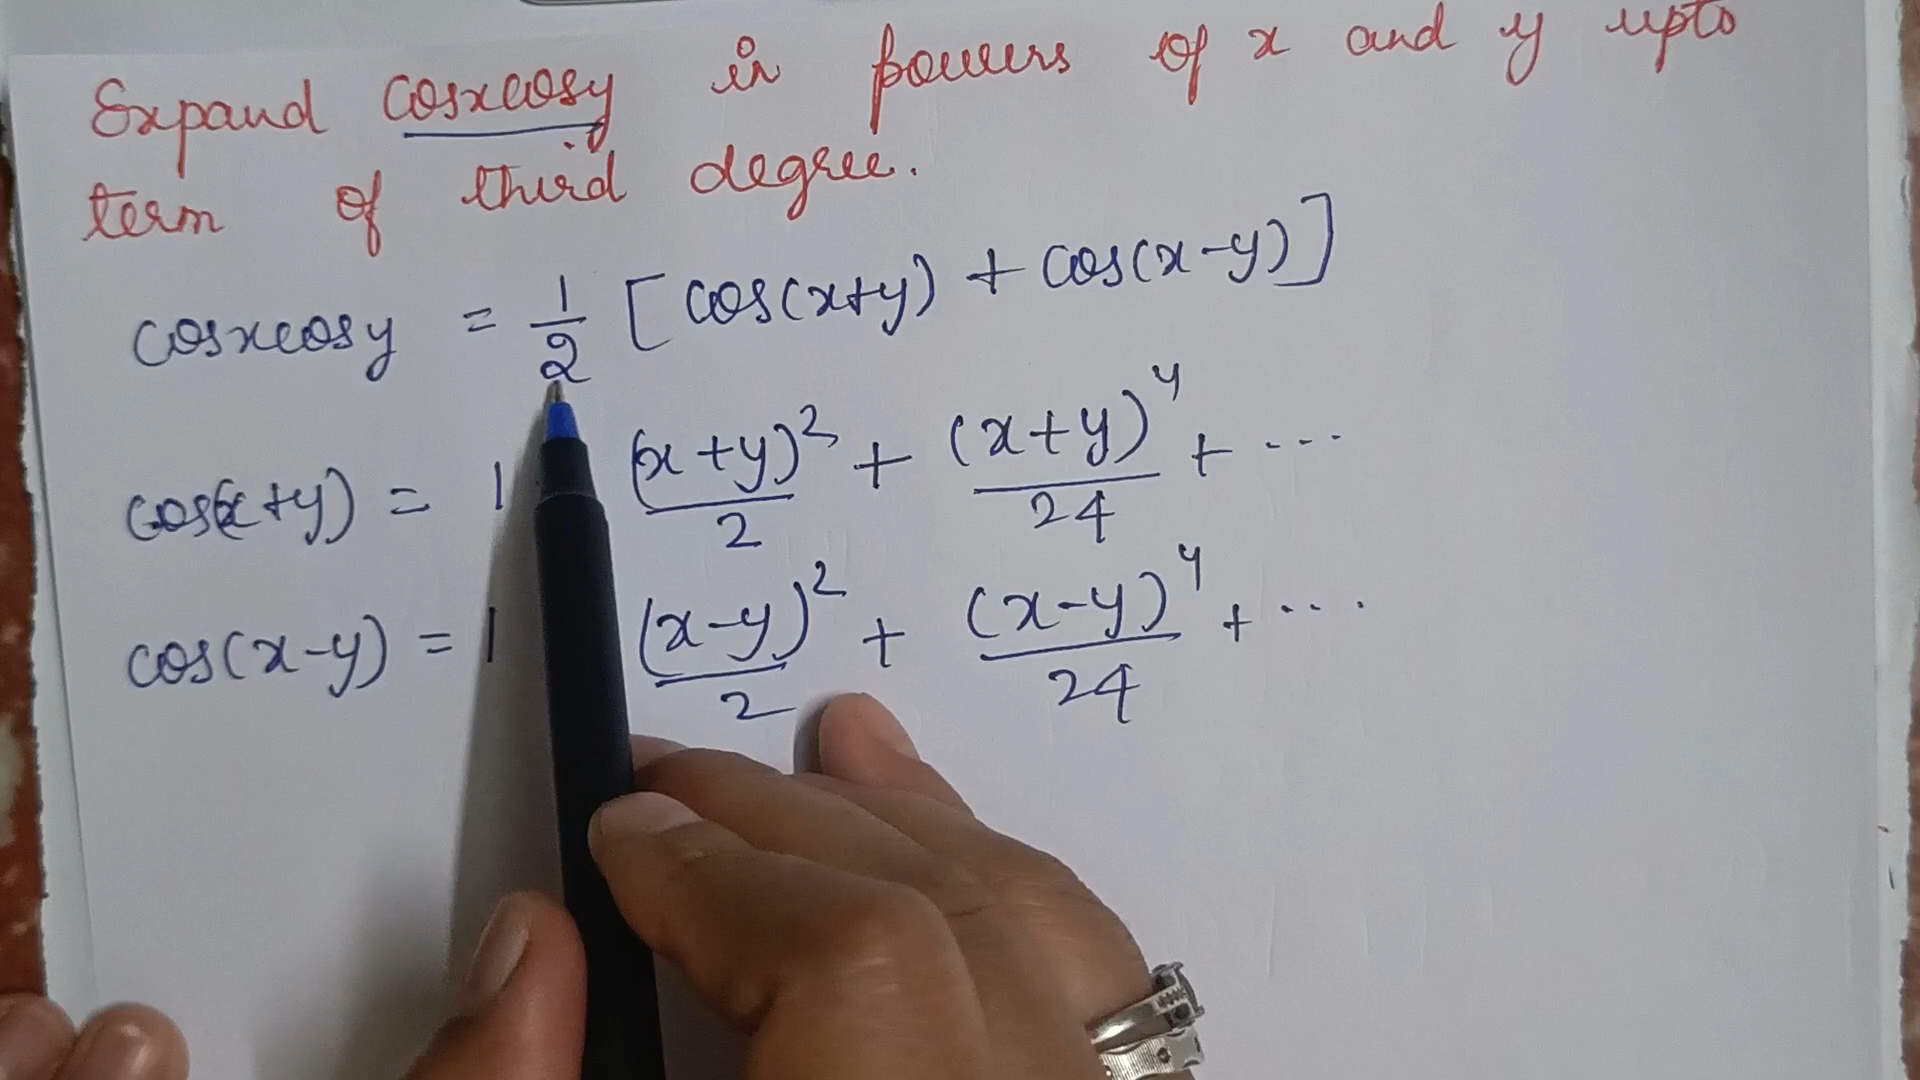 Expand cosxcosy in powers of x and y upto
term of third degree.
cosxcosy = 1/2 [cos(x+y) + cos(x-y)]
cos(x+y) = 1 (x+y)²/2 + (x+y)⁴/24 + ...
cos(x-y) = 1 (x-y)²/2 + (x-y)⁴/24 + ...